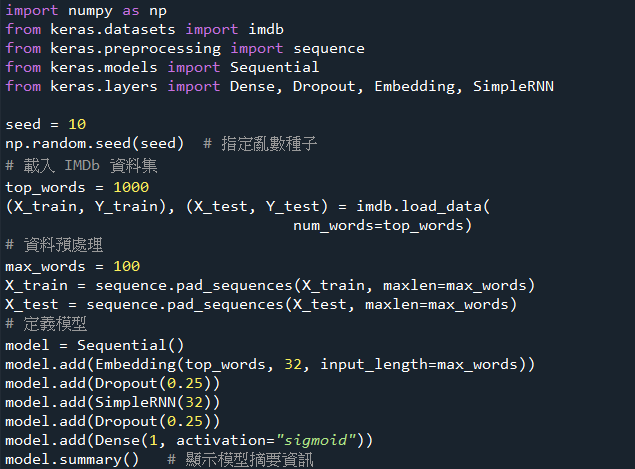 import numpy as np
from keras.datasets import imdb
from keras.preprocessing import sequence
from keras.models import Sequential
from keras.layers import Dense, Dropout, Embedding, SimpleRNN

seed = 10
np.random.seed(seed)  # 指定亂數種子
# 載入 IMDb 資料集
top_words = 1000
(X_train, Y_train), (X_test, Y_test) = imdb.load_data(
                                num_words=top_words)
# 資料預處理
max_words = 100
X_train = sequence.pad_sequences(X_train, maxlen=max_words)
X_test = sequence.pad_sequences(X_test, maxlen=max_words)
# 定義模型
model = Sequential()
model.add(Embedding(top_words, 32, input_length=max_words))
model.add(Dropout(0.25))
model.add(SimpleRNN(32))
model.add(Dropout(0.25))
model.add(Dense(1, activation="sigmoid"))
model.summary()   # 顯示模型摘要資訊